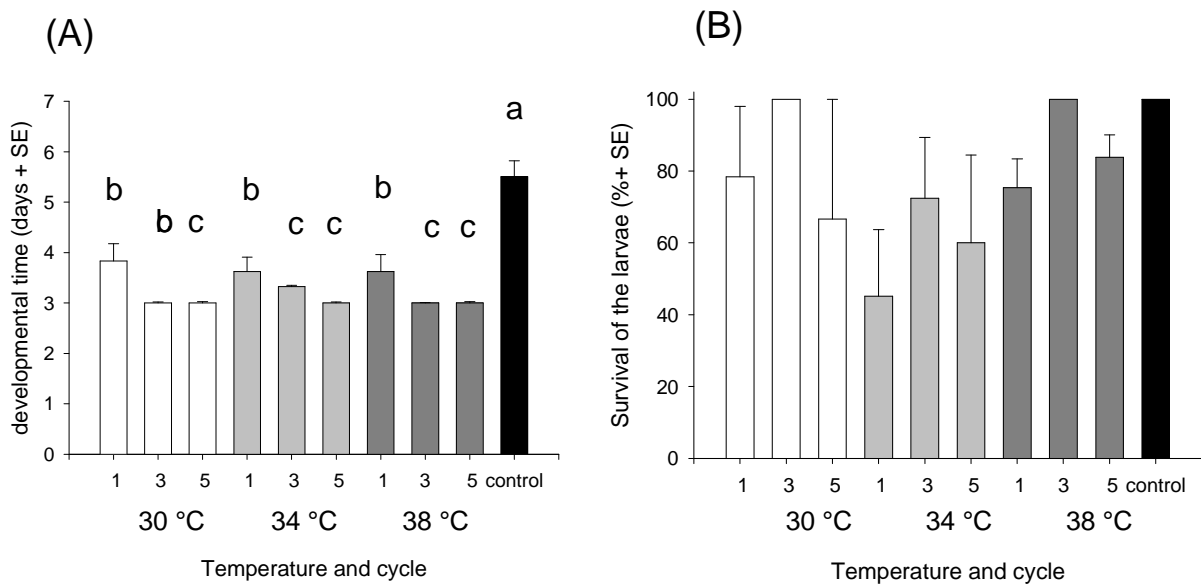 (A)
developmental time (days + SE)
7
6
5
4
3
2
1
0
b
b
c
b
c
c
b
c
c
a
1 3 5 1 3 5 1 3 5 control
30 °C 34 °C 38 °C
Temperature and cycle
(B)
Survival of the larvae (%+ SE)
100
80
60
40
20
0
1 3 5 1 3 5 1 3 5 control
30 °C 34 °C 38 °C
Temperature and cycle